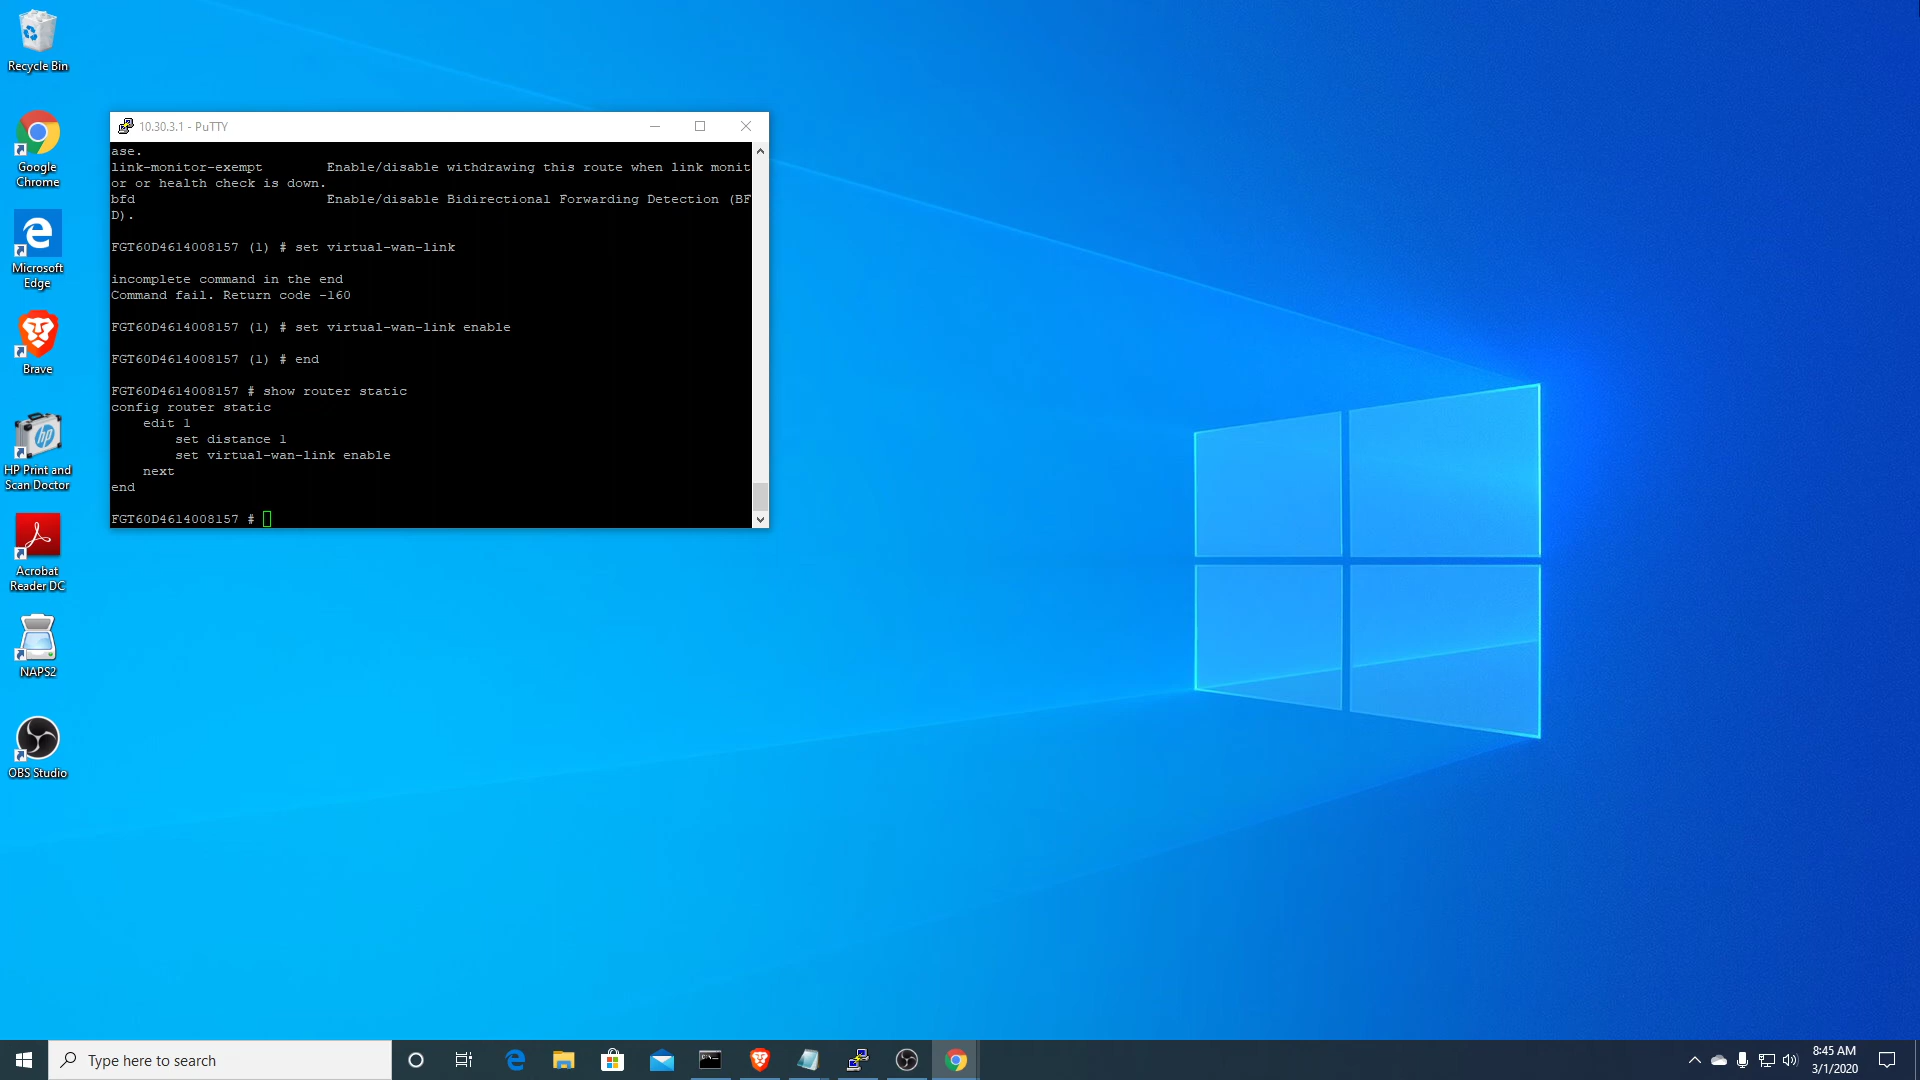 Recycle Bin
Google
Chrome
Microsoft
Edge
Brave
HP Print and
Scan Doctor
Acrobat
Reader DC
NAPS2
OBS Studio
10.30.3.1 - PuTTY
ase.
link-monitor-exempt        Enable/disable withdrawing this route when link monit
or or health check is down.
bfd                        Enable/disable Bidirectional Forwarding Detection (BF
D).
FGT60D4614008157 (1) # set virtual-wan-link
incomplete command in the end
Command fail. Return code -160
FGT60D4614008157 (1) # set virtual-wan-link enable
FGT60D4614008157 (1) # end
FGT60D4614008157 # show router static
config router static
    edit 1
        set distance 1
        set virtual-wan-link enable
    next
end
FGT60D4614008157 #
Type here to search
8:45 AM
3/1/2020